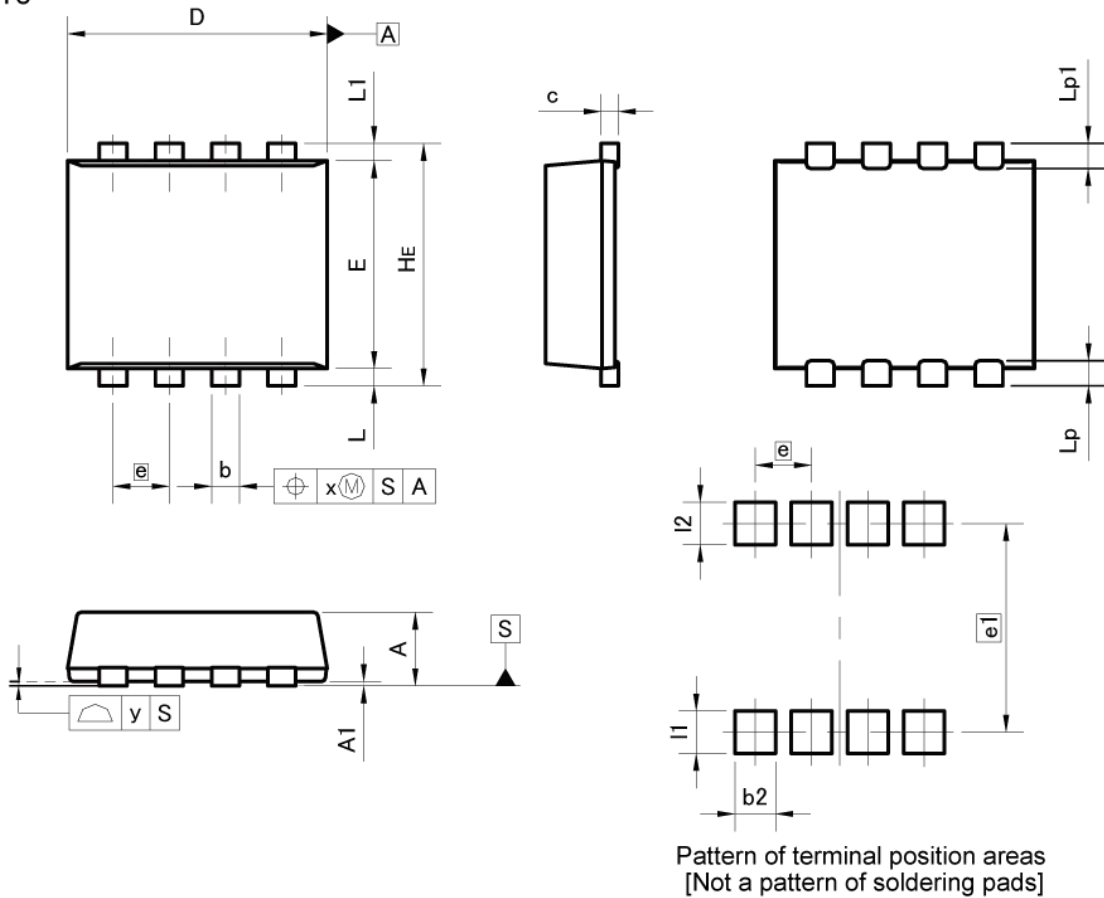 D
A
L1
c
Lp1
E
HE
L
Lp
e
b
x Ⓜ S A
e
l2
S
A
e1
y S
A1
l1
b2
Pattern of terminal position areas
[Not a pattern of soldering pads]